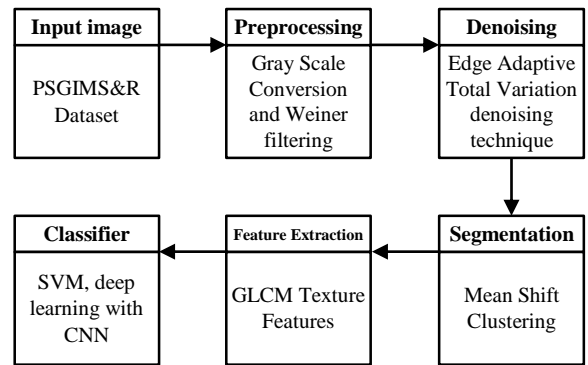 Input image
PSGIMS&R
Dataset
Preprocessing
Gray Scale
Conversion
and Weiner
filtering
Denoising
Edge Adaptive
Total Variation
denoising
technique
Segmentation
Mean Shift
Clustering
Feature Extraction
GLCM Texture
Features
Classifier
SVM, deep
learning with
CNN